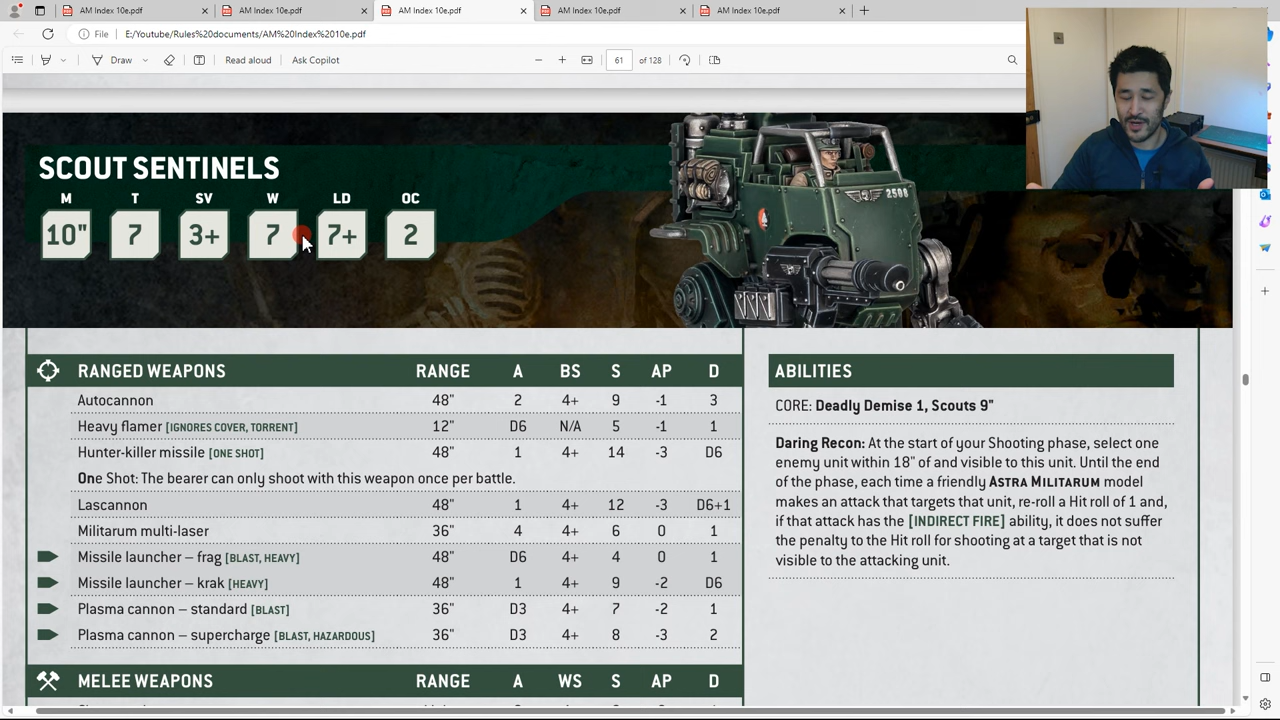 AM Index 10e.pdf
AM Index 10e.pdf
AM Index 10e.pdf
AM Index 10e.pdf
AM Index 10e.pdf
File E:/Youtube/Rules%20documents/AM%20Index%2010e.pdf
Draw Read aloud Ask Copilot 61 of 128
SCOUT SENTINELS
M T SV W LD OC
10" 7 3+ 7 7+ 2
2508
RANGED WEAPONS RANGE A BS S AP D
Autocannon 48" 2 4+ 9 -1 3
Heavy flamer [IGNORES COVER, TORRENT] 12" D6 N/A 5 -1 1
Hunter-killer missile [ONE SHOT] 48" 1 4+ 14 -3 D6
One Shot: The bearer can only shoot with this weapon once per battle.
Lascannon 48" 1 4+ 12 -3 D6+1
Militarum multi-laser 36" 4 4+ 6 0 1
Missile launcher – frag [BLAST, HEAVY] 48" D6 4+ 4 0 1
Missile launcher – krak [HEAVY] 48" 1 4+ 9 -2 D6
Plasma cannon – standard [BLAST] 36" D3 4+ 7 -2 1
Plasma cannon – supercharge [BLAST, HAZARDOUS] 36" D3 4+ 8 -3 2
MELEE WEAPONS RANGE A WS S AP D
ABILITIES
CORE: Deadly Demise 1, Scouts 9"
Daring Recon: At the start of your Shooting phase, select one
enemy unit within 18" of and visible to this unit. Until the end
of the phase, each time a friendly ASTRA MILITARUM model
makes an attack that targets that unit, re-roll a Hit roll of 1 and,
if that attack has the [INDIRECT FIRE] ability, it does not suffer
the penalty to the Hit roll for shooting at a target that is not
visible to the attacking unit.